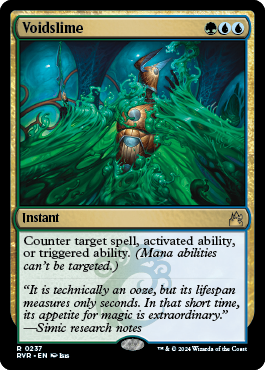 Voidslime
Instant
Counter target spell, activated ability,
or triggered ability. (Mana abilities
can't be targeted.)
"It is technically an ooze, but its lifespan
measures only seconds. In that short time,
its appetite for magic is extraordinary."
—Simic research notes
R 0237
RVR • EN
™ & © 2024 Wizards of the Coast